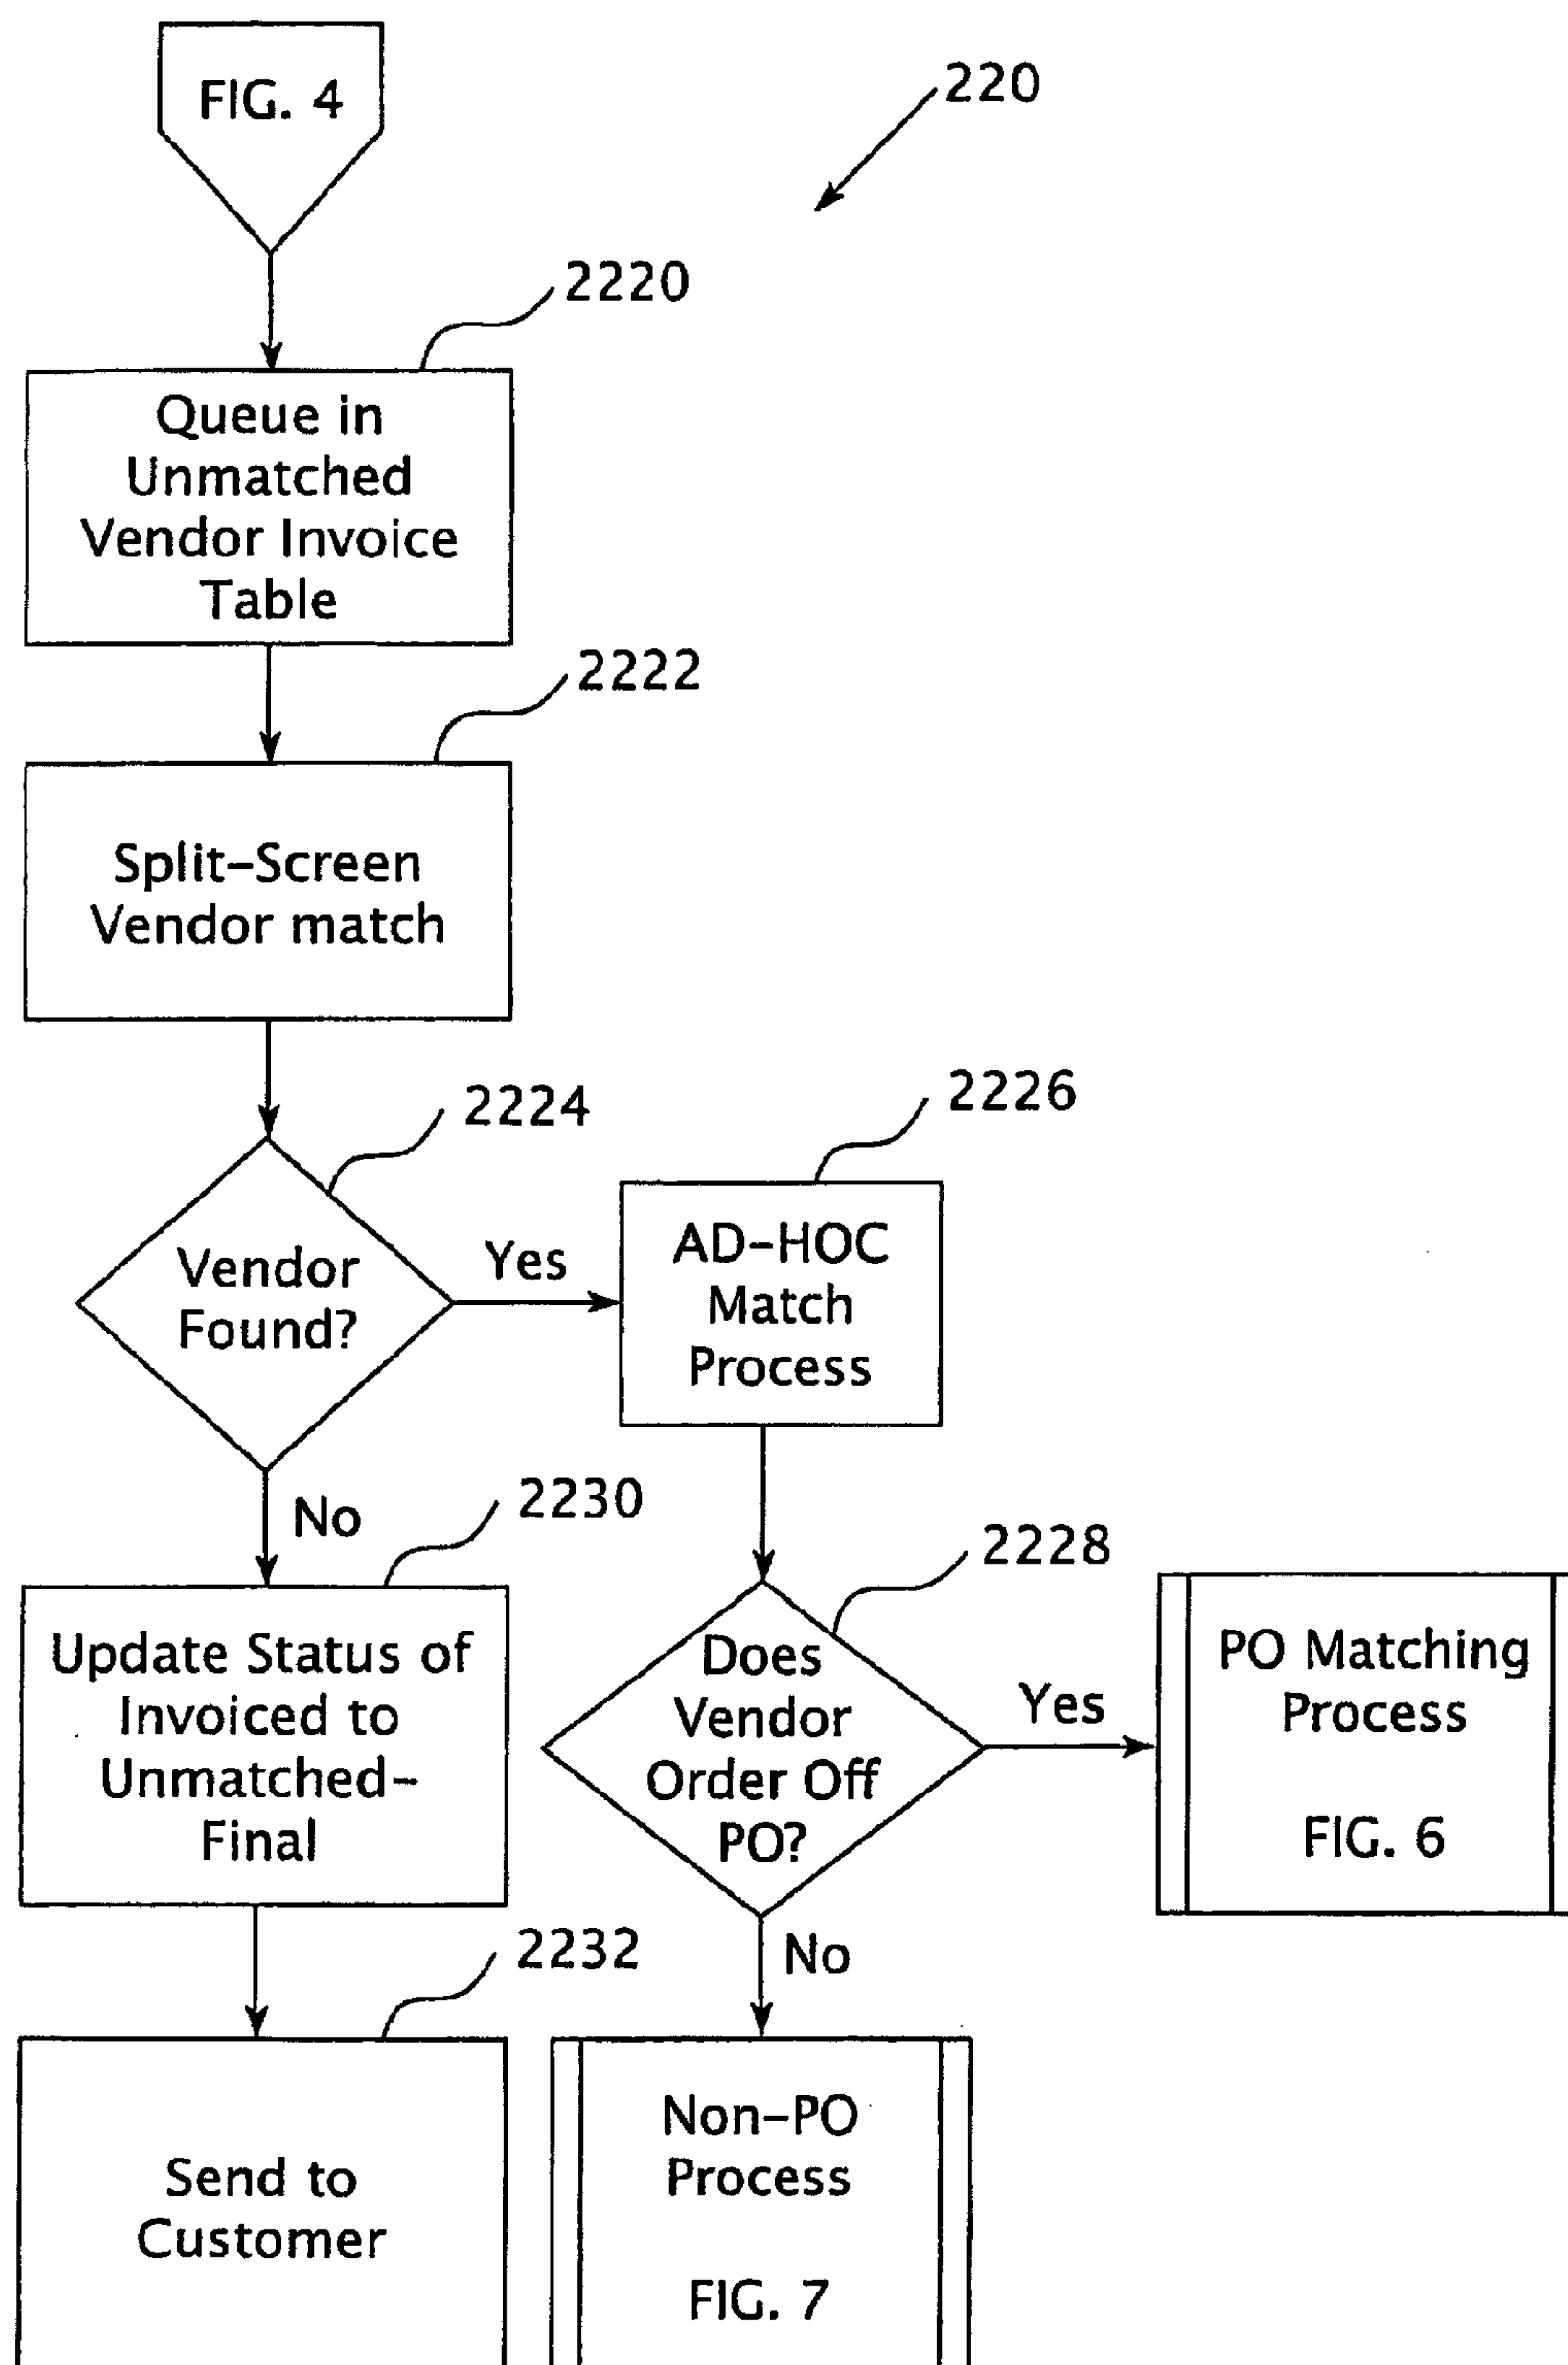 FIG. 4
220
2220
Queue in
Unmatched
Vendor Invoice
Table
2222
Split-Screen
Vendor match
2224
Vendor
Found?
Yes
2226
AD-HOC
Match
Process
No
2230
Update Status of
Invoiced to
Unmatched-
Final
2228
Does
Vendor
Order Off
PO?
Yes
PO Matching
Process
FIG. 6
No
2232
Send to
Customer
Non-PO
Process
FIG. 7